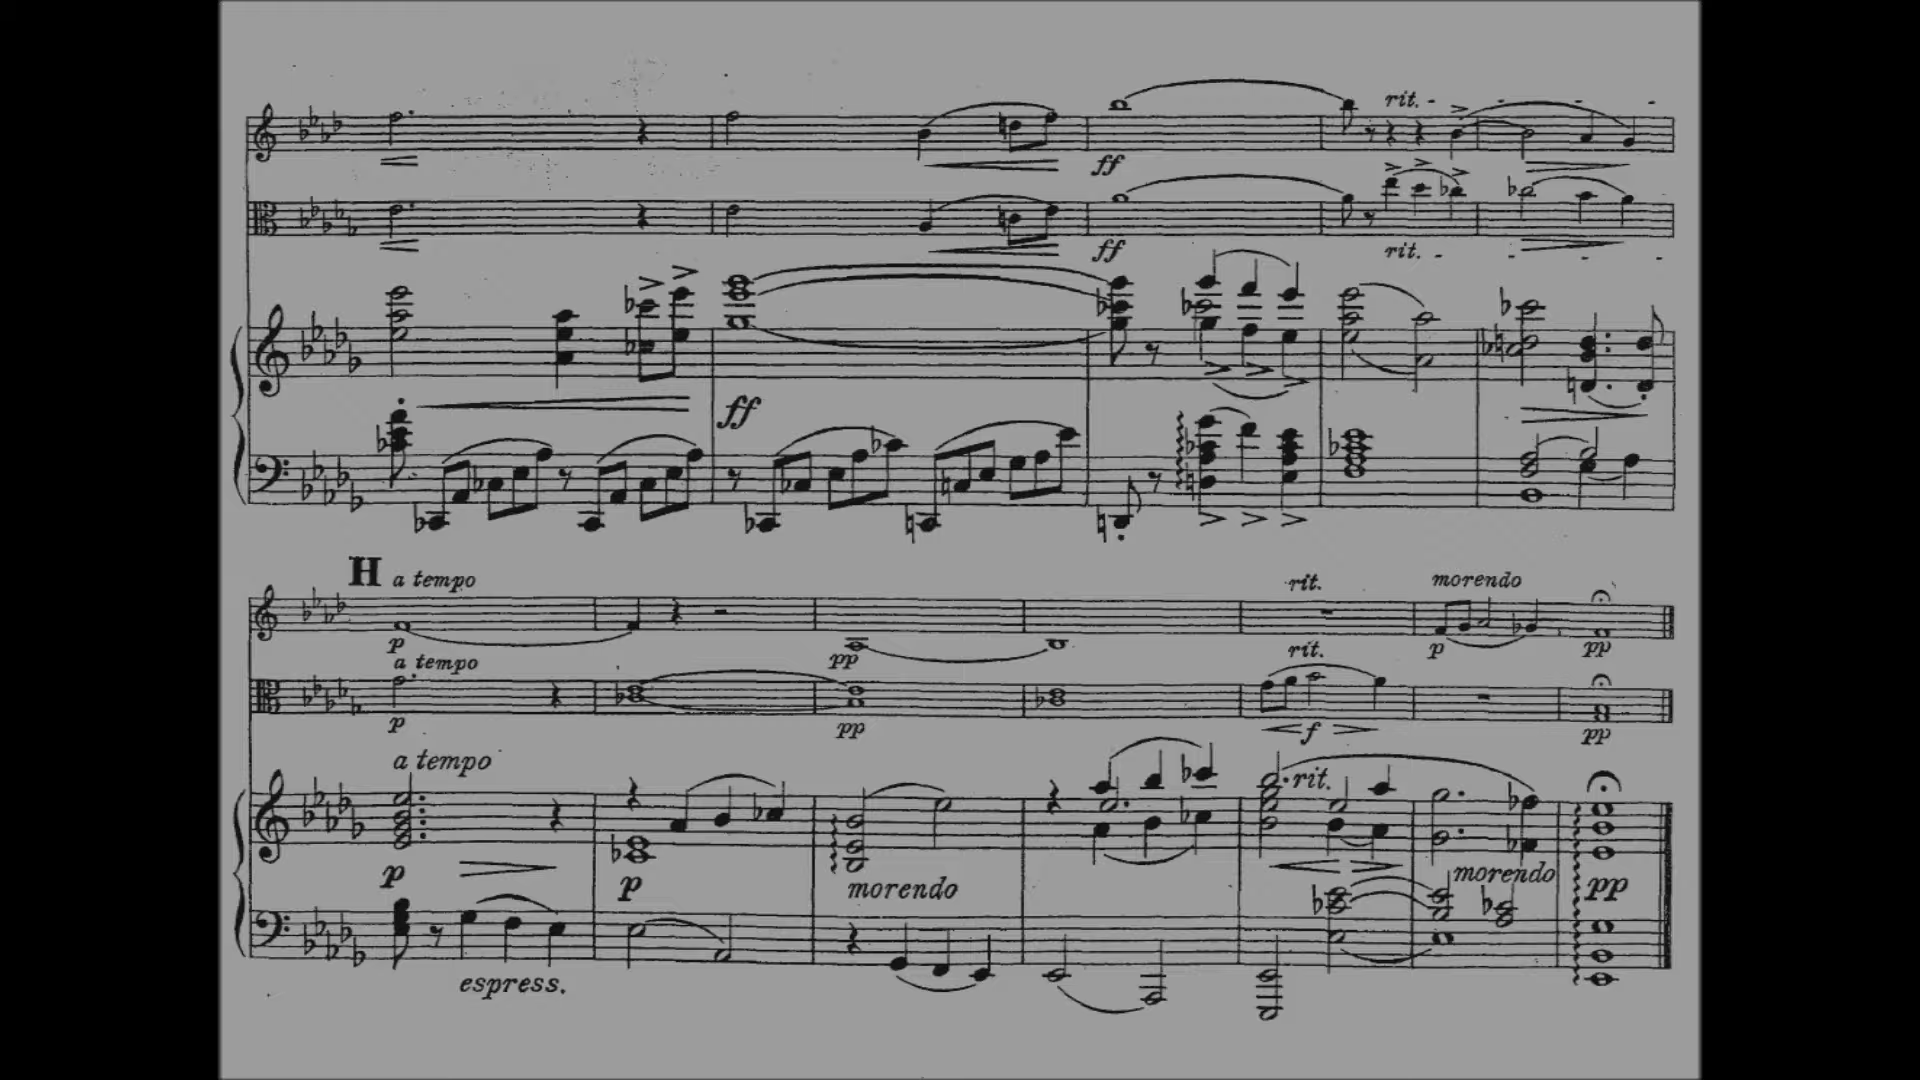 rit. -
ff
ff
rit. -
ff
H a tempo
rit.
morendo
p
pp
p
pp
a tempo
rit.
p
pp
f
pp
a tempo
rit.
p
p
morendo
morendo
pp
espress.